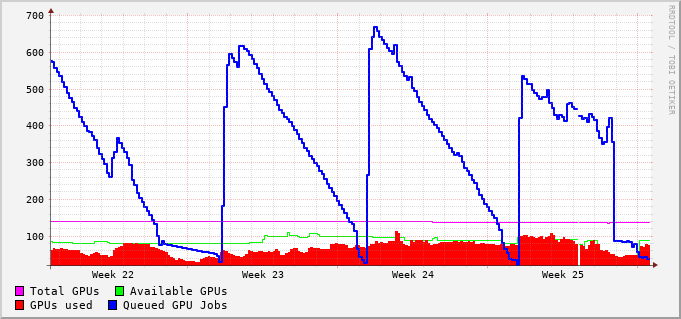 700
600
500
400
300
200
100
Week 22 Week 23 Week 24 Week 25
Total GPUs Available GPUs
GPUs used Queued GPU Jobs
RRDTOOL / TOBI OETIKER